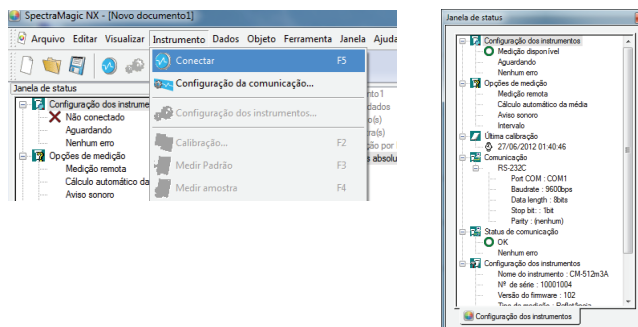 SpectraMagic NX - [Novo documento1]
Arquivo Editar Visualizar Instrumento Dados Objeto Ferramenta Janela Ajuda
Conectar F5
Configuração da comunicação...
Configuração dos instrumentos...
Calibração... F2
Medir Padrão F3
Medir amostra F4
Janela de status
Configuração dos instrume
Não conectado
Aguardando
Nenhum erro
Opções de medição
Medição remota
Cálculo automático da
Aviso sonoro
nto1
dados
o(s)
tra(s)
ção por
s absolu
Janela de status
Configuração dos instrumentos
Medição disponível
Aguardando
Nenhum erro
Opções de medição
Medição remota
Cálculo automático da média
Aviso sonoro
Intervalo
Última calibração
27/06/2012 01:40:46
Comunicação
RS-232C
Port COM : COM1
Baudrate : 9600bps
Data length : 8bits
Stop bit: : 1bit
Parity : (nenhum)
Status de comunicação
OK
Nenhum erro
Configuração dos instrumentos
Nome do instrumento : CM-512m3A
Nº de série : 10001004
Versão do firmware : 102
Configuração dos instrumentos